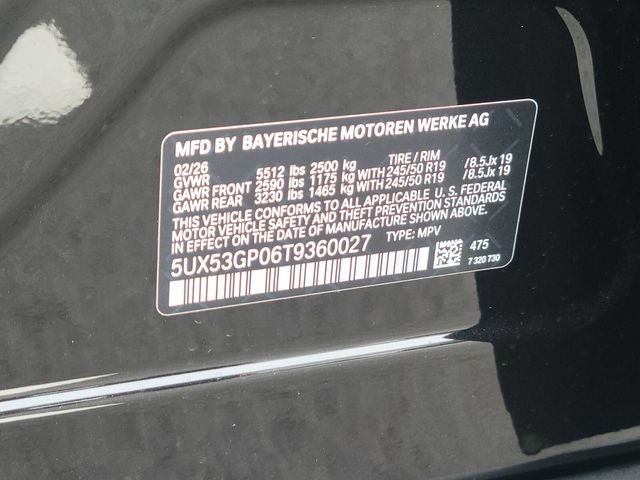 MFD BY BAYERISCHE MOTOREN WERKE AG
02/26 TIRE / RIM
GVWR 5512 lbs 2500 kg
GAWR FRONT 2590 lbs 1175 kg WITH 245/50 R19 /8.5Jx 19
GAWR REAR 3230 lbs 1465 kg WITH 245/50 R19 /8.5Jx 19
THIS VEHICLE CONFORMS TO ALL APPLICABLE U. S. FEDERAL
MOTOR VEHICLE SAFETY AND THEFT PREVENTION STANDARDS
IN EFFECT ON THE DATE OF MANUFACTURE SHOWN ABOVE.
5UX53GP06T9360027 TYPE: MPV
475
7 320 730